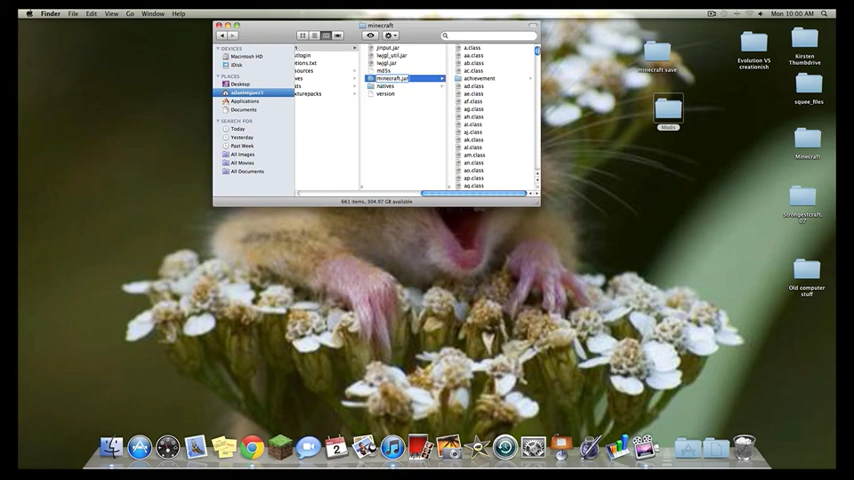 Finder File Edit View Go Window Help
Mon 10:00 AM
minecraft
DEVICES
Macintosh HD
iDisk
PLACES
Desktop
Applications
Documents
SEARCH FOR
Today
Yesterday
Past Week
All Images
All Movies
All Documents
jinput.jar
lwjgl_util.jar
lwjgl.jar
md5s
minecraft.jar
natives
version
a.class
aa.class
ab.class
ac.class
achievement
ad.class
ae.class
af.class
ag.class
ah.class
ai.class
aj.class
ak.class
al.class
am.class
an.class
ao.class
ap.class
aq.class
661 items, 304.97 GB available
minecraft save
Mods
Evolution VS
creationish
Kirsten
Thumbdrive
squee_files
Minecraft
Old computer
stuff
2